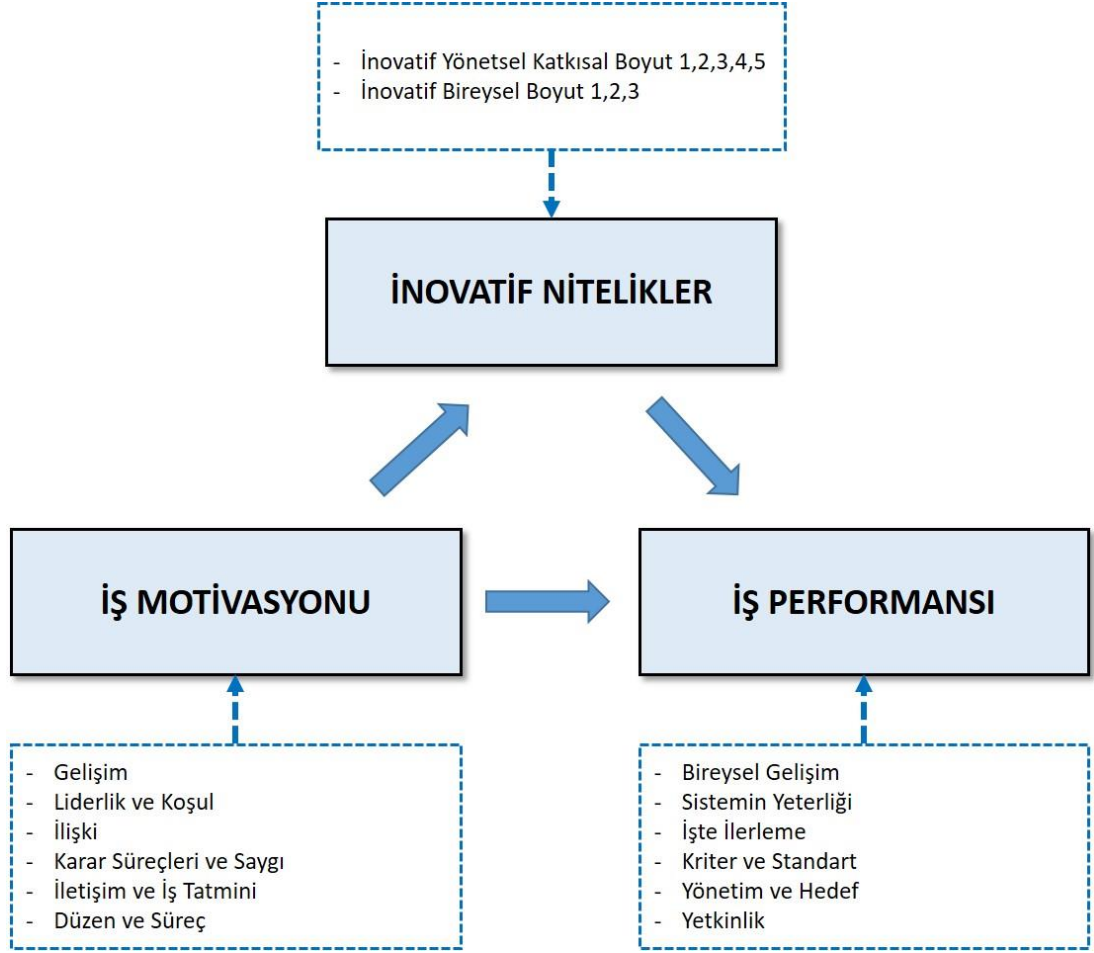 - İnovatif Yönetsel Katkısal Boyut 1,2,3,4,5
- İnovatif Bireysel Boyut 1,2,3
İNOVATİF NİTELİKLER
İŞ MOTİVASYONU
İŞ PERFORMANSI
- Gelişim
- Liderlik ve Koşul
- İlişki
- Karar Süreçleri ve Saygı
- İletişim ve İş Tatmini
- Düzen ve Süreç
- Bireysel Gelişim
- Sistemin Yeterliği
- İşte İlerleme
- Kriter ve Standart
- Yönetim ve Hedef
- Yetkinlik